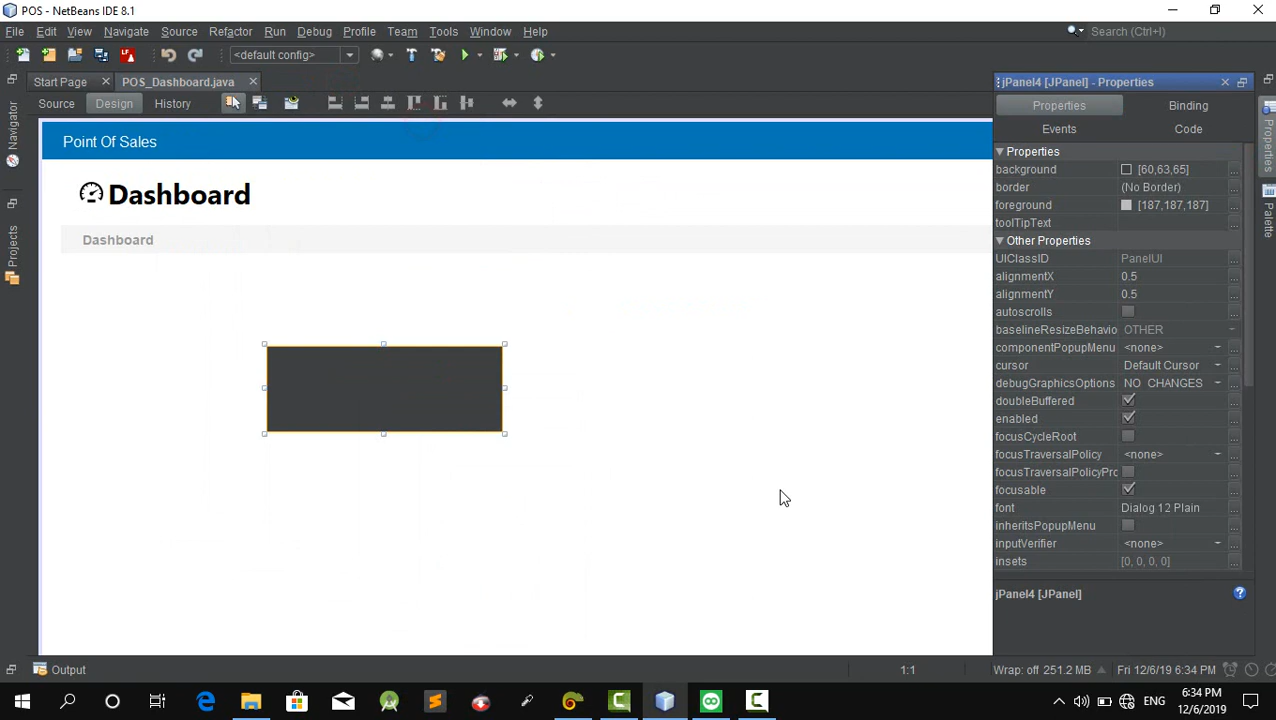 POS - NetBeans IDE 8.1
File Edit View Navigate Source Refactor Run Debug Profile Team Tools Window Help
Search (Ctrl+I)
<default config>
Start Page
POS_Dashboard.java
jPanel4 [JPanel] - Properties
Source Design History
Properties Binding
Events Code
Navigator
Projects
Point Of Sales
Dashboard
Dashboard
Properties
background [60,63,65]
border (No Border)
foreground [187,187,187]
toolTipText
Other Properties
UIClassID PanelUI
alignmentX 0.5
alignmentY 0.5
autoscrolls
baselineResizeBehavio OTHER
componentPopupMenu <none>
cursor Default Cursor
debugGraphicsOptions NO_CHANGES
doubleBuffered
enabled
focusCycleRoot
focusTraversalPolicy <none>
focusTraversalPolicyPro
focusable
font Dialog 12 Plain
inheritsPopupMenu
inputVerifier <none>
insets [0, 0, 0, 0]
jPanel4 [JPanel]
Properties
Palette
Output
1:1
Wrap: off 251.2 MB Fri 12/6/19 6:34 PM
ENG
6:34 PM
12/6/2019